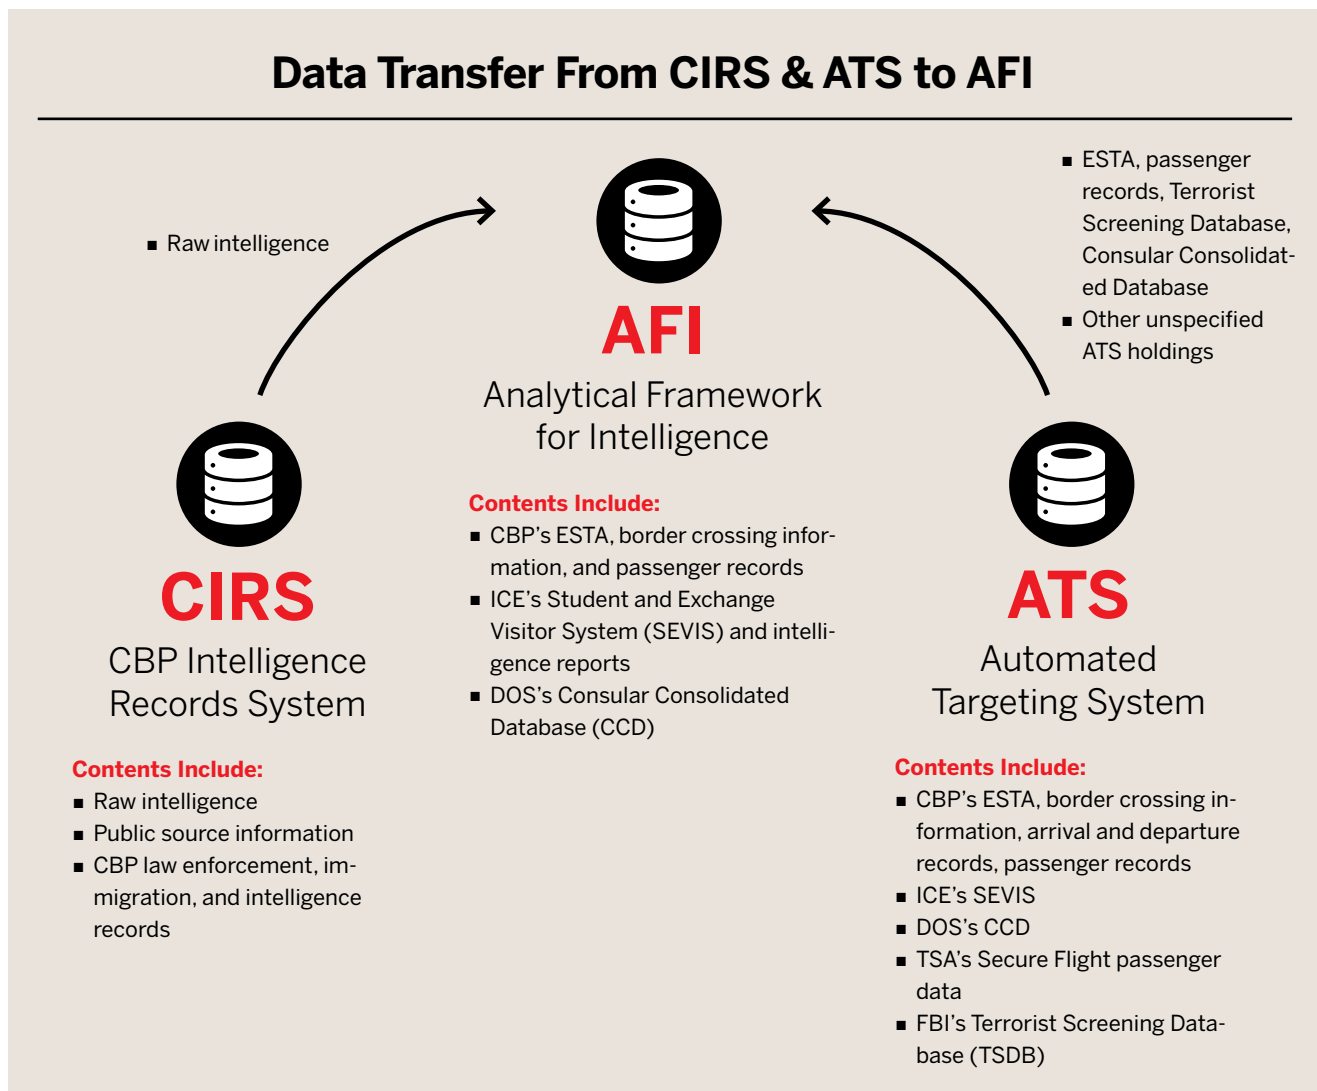 Data Transfer From CIRS & ATS to AFI
■ Raw intelligence
■ ESTA, passenger
records, Terrorist
Screening Database,
Consular Consolidat-
ed Database
■ Other unspecified
ATS holdings
AFI
Analytical Framework
for Intelligence
Contents Include:
■ CBP’s ESTA, border crossing infor-
mation, and passenger records
■ ICE’s Student and Exchange
Visitor System (SEVIS) and intelli-
gence reports
■ DOS’s Consular Consolidated
Database (CCD)
CIRS
CBP Intelligence
Records System
Contents Include:
■ Raw intelligence
■ Public source information
■ CBP law enforcement, im-
migration, and intelligence
records
ATS
Automated
Targeting System
Contents Include:
■ CBP’s ESTA, border crossing in-
formation, arrival and departure
records, passenger records
■ ICE’s SEVIS
■ DOS’s CCD
■ TSA’s Secure Flight passenger
data
■ FBI’s Terrorist Screening Data-
base (TSDB)